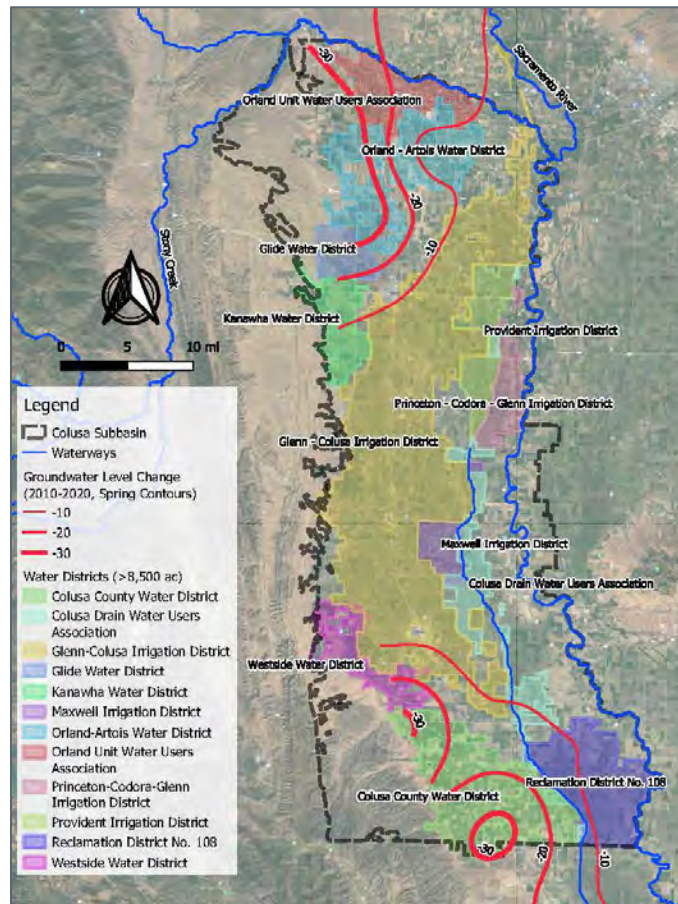 -30
Sacramento River
Orland Unit Water Users Association
Orland - Artois Water District
-20
-10
Glide Water District
Stony Creek
Kanawha Water District
0 5 10 ml
Provident Irrigation District
Princeton - Codora - Glenn Irrigation District
Glenn - Colusa Irrigation District
Maxwell Irrigation District
Colusa Drain Water Users Association
Westside Water District
-30
Colusa County Water District
Reclamation District No. 108
-30
-20
-10
Legend
Colusa Subbasin
Waterways
Groundwater Level Change
(2010-2020, Spring Contours)
-10
-20
-30
Water Districts (>8,500 ac)
Colusa County Water District
Colusa Drain Water Users
Association
Glenn-Colusa Irrigation District
Glide Water District
Kanawha Water District
Maxwell Irrigation District
Orland-Artois Water District
Orland Unit Water Users
Association
Princeton-Codora-Glenn
Irrigation District
Provident Irrigation District
Reclamation District No. 108
Westside Water District